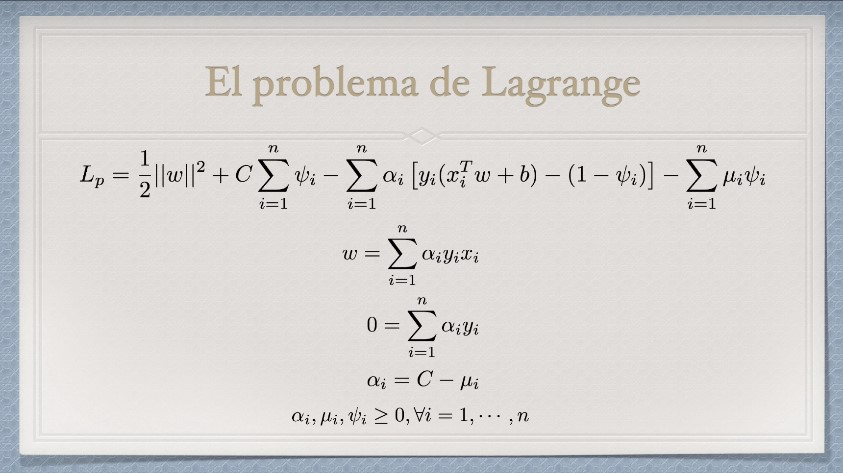 El problema de Lagrange
L_p = \frac{1}{2}||w||^2 + C \sum_{i=1}^{n} \psi_i - \sum_{i=1}^{n} \alpha_i \left[ y_i(x_i^T w + b) - (1 - \psi_i) \right] - \sum_{i=1}^{n} \mu_i \psi_i
w = \sum_{i=1}^{n} \alpha_i y_i x_i
0 = \sum_{i=1}^{n} \alpha_i y_i
\alpha_i = C - \mu_i
\alpha_i, \mu_i, \psi_i \geq 0, \forall i = 1, \cdots, n